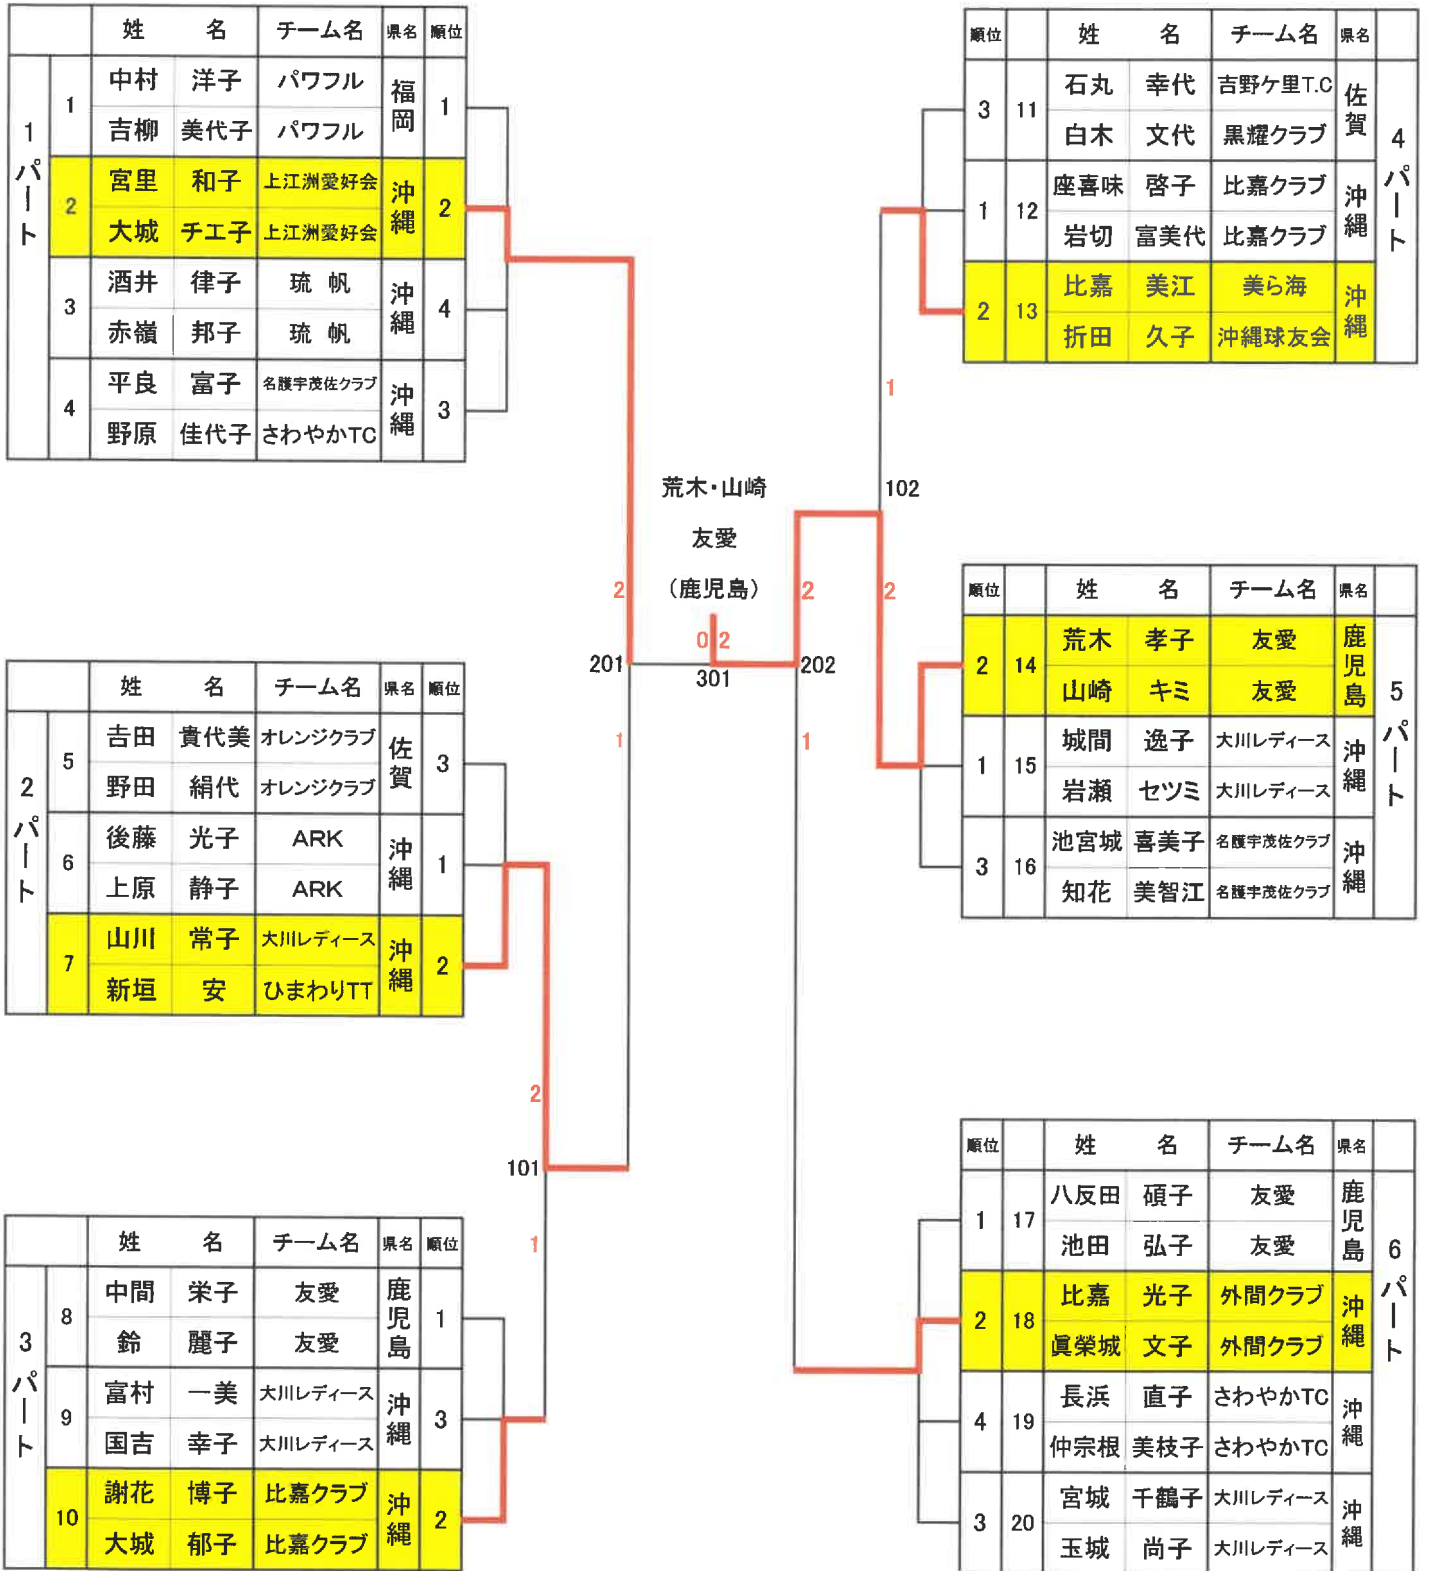 姓 名 チーム名 県名 順位
1パート
1 中村 洋子 パワフル 福岡 1
吉柳 美代子 パワフル
2 宮里 和子 上江洲愛好会 沖縄 2
大城 チエ子 上江洲愛好会
3 酒井 律子 琉 帆 沖縄 4
赤嶺 邦子 琉 帆
4 平良 富子 名護宇茂佐クラブ 沖縄 3
野原 佳代子 さわやかTC
姓 名 チーム名 県名 順位
2パート
5 吉田 貴代美 オレンジクラブ 佐賀 3
野田 絹代 オレンジクラブ
6 後藤 光子 ARK 沖縄 1
上原 静子 ARK
7 山川 常子 大川レディース 沖縄 2
新垣 安 ひまわりTT
姓 名 チーム名 県名 順位
3パート
8 中間 栄子 友愛 鹿児島 1
鈴 麗子 友愛
9 富村 一美 大川レディース 沖縄 3
国吉 幸子 大川レディース
10 謝花 博子 比嘉クラブ 沖縄 2
大城 郁子 比嘉クラブ
荒木・山崎
友愛
(鹿児島)
2
0 2
2
2
1
102
201
301
202
1
1
2
101
1
順位 姓 名 チーム名 県名
4パート
3 11 石丸 幸代 吉野ケ里T.C 佐賀
白木 文代 黒耀クラブ
1 12 座喜味 啓子 比嘉クラブ 沖縄
岩切 富美代 比嘉クラブ
2 13 比嘉 美江 美ら海 沖縄
折田 久子 沖縄球友会
順位 姓 名 チーム名 県名
5パート
2 14 荒木 孝子 友愛 鹿児島
山崎 キミ 友愛
1 15 城間 逸子 大川レディース 沖縄
岩瀬 セツミ 大川レディース
3 16 池宮城 喜美子 名護宇茂佐クラブ 沖縄
知花 美智江 名護宇茂佐クラブ
順位 姓 名 チーム名 県名
6パート
1 17 八反田 碩子 友愛 鹿児島
池田 弘子 友愛
2 18 比嘉 光子 外間クラブ 沖縄
眞榮城 文子 外間クラブ
4 19 長浜 直子 さわやかTC 沖縄
仲宗根 美枝子 さわやかTC
3 20 宮城 千鶴子 大川レディース 沖縄
玉城 尚子 大川レディース